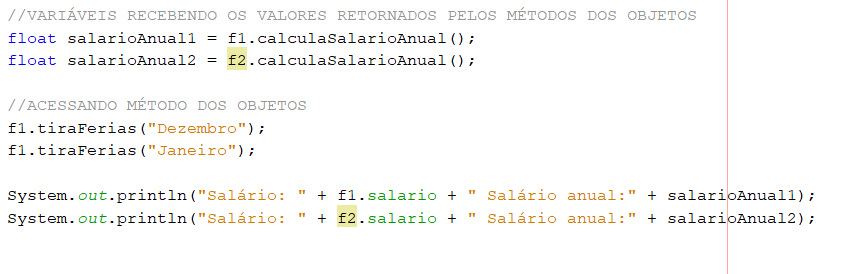 //VARIÁVEIS RECEBENDO OS VALORES RETORNADOS PELOS MÉTODOS DOS OBJETOS
float salarioAnual1 = f1.calculaSalarioAnual();
float salarioAnual2 = f2.calculaSalarioAnual();
//ACESSANDO MÉTODO DOS OBJETOS
f1.tiraFerias("Dezembro");
f1.tiraFerias("Janeiro");
System.out.println("Salário: " + f1.salario + " Salário anual:" + salarioAnual1);
System.out.println("Salário: " + f2.salario + " Salário anual:" + salarioAnual2);